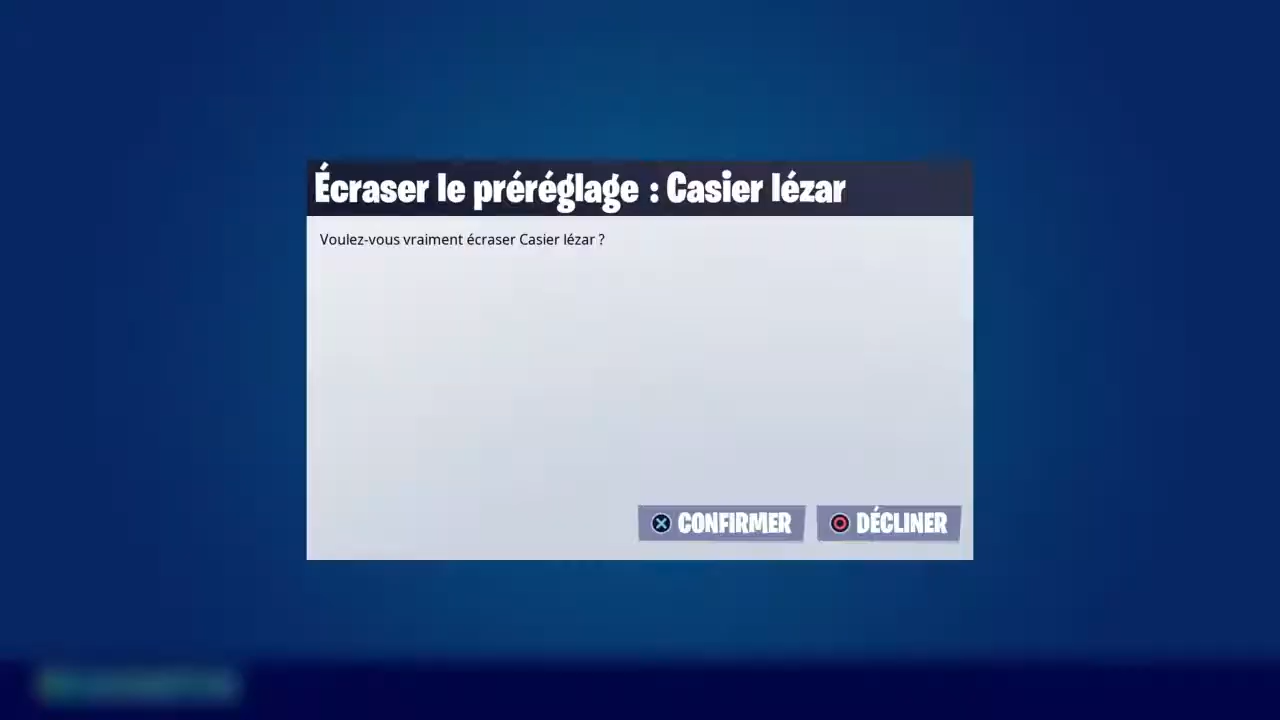 Écraser le préréglage : Casier lézar
Voulez-vous vraiment écraser Casier lézar ?
CONFIRMER
DÉCLINER